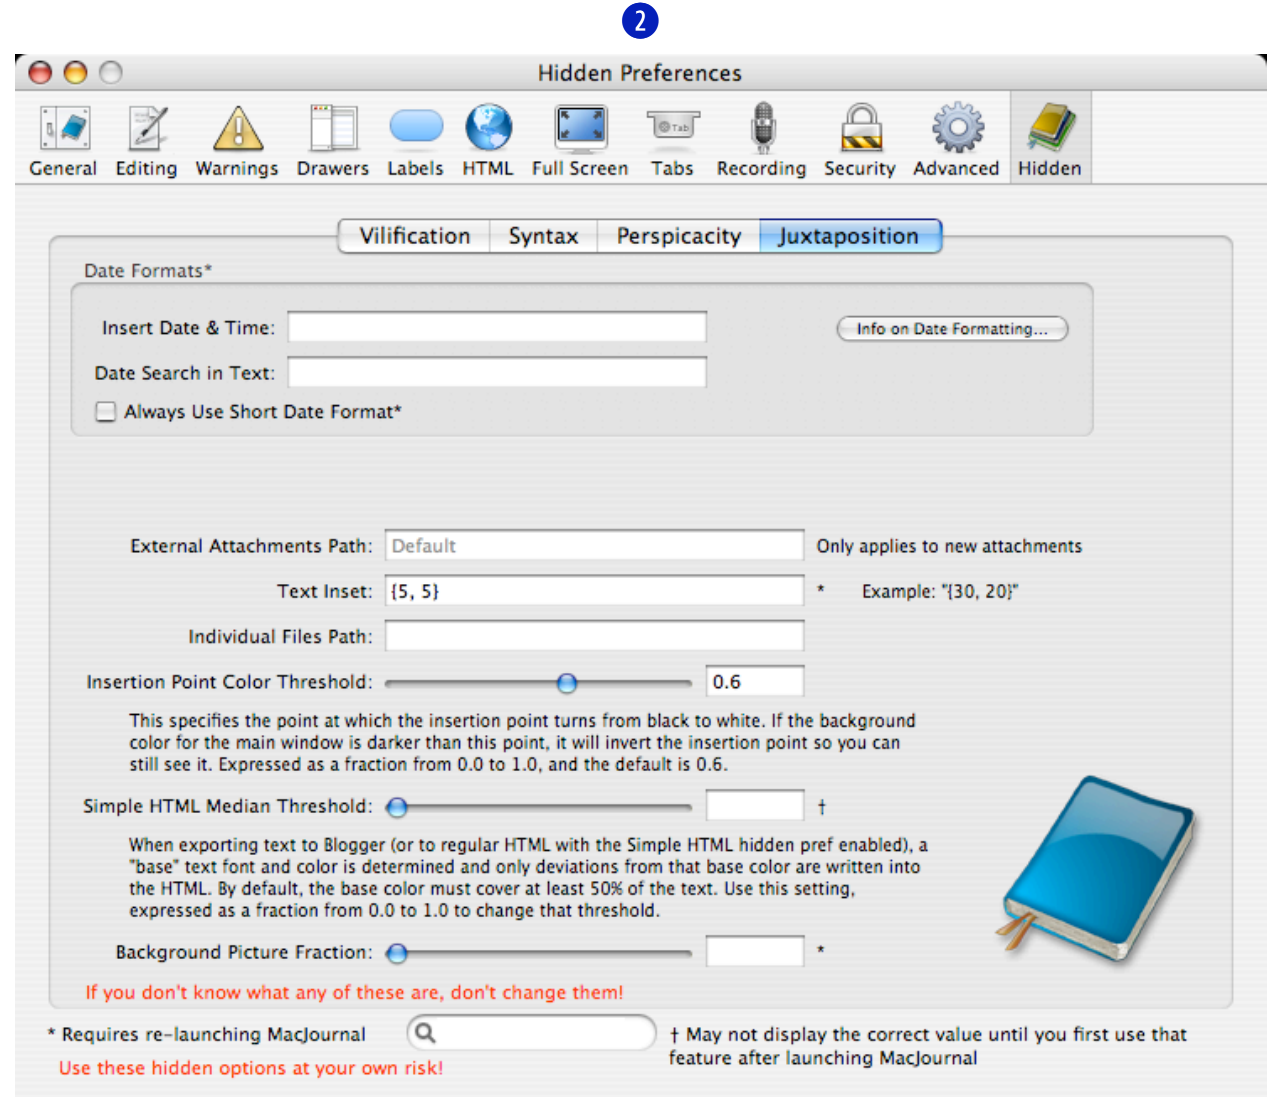 2
Hidden Preferences
General Editing Warnings Drawers Labels HTML Full Screen Tabs Recording Security Advanced Hidden
Tab
Vilification Syntax Perspicacity Juxtaposition
Date Formats*
Insert Date & Time:
Info on Date Formatting...
Date Search in Text:
Always Use Short Date Format*
External Attachments Path: Default Only applies to new attachments
Text Inset: {5, 5} * Example: "{30, 20}"
Individual Files Path:
Insertion Point Color Threshold: 0.6
This specifies the point at which the insertion point turns from black to white. If the background
color for the main window is darker than this point, it will invert the insertion point so you can
still see it. Expressed as a fraction from 0.0 to 1.0, and the default is 0.6.
Simple HTML Median Threshold: †
When exporting text to Blogger (or to regular HTML with the Simple HTML hidden pref enabled), a
"base" text font and color is determined and only deviations from that base color are written into
the HTML. By default, the base color must cover at least 50% of the text. Use this setting,
expressed as a fraction from 0.0 to 1.0 to change that threshold.
Background Picture Fraction: *
If you don't know what any of these are, don't change them!
* Requires re-launching MacJournal
† May not display the correct value until you first use that
feature after launching MacJournal
Use these hidden options at your own risk!